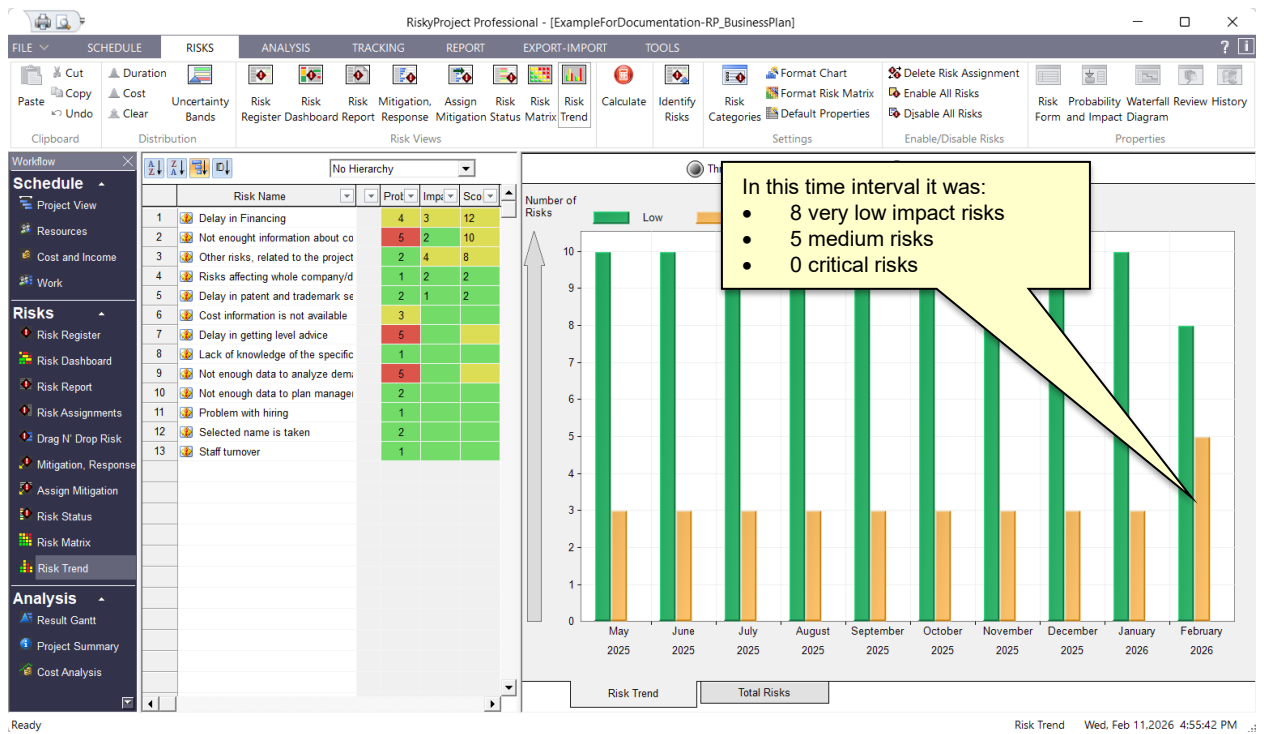 RiskyProject Professional - [ExampleForDocumentation-RP_BusinessPlan]
FILE SCHEDULE RISKS ANALYSIS TRACKING REPORT EXPORT-IMPORT TOOLS ? i
Paste
Cut
Copy
Undo
Clipboard
Duration
Cost
Clear
Uncertainty Bands
Distribution
Risk Register
Risk Dashboard
Risk Report
Mitigation, Response
Assign Mitigation
Risk Status
Risk Matrix
Risk Trend
Risk Views
Calculate
Identify Risks
Risk Categories
Format Chart
Format Risk Matrix
Default Properties
Settings
Delete Risk Assignment
Enable All Risks
Disable All Risks
Enable/Disable Risks
Risk Form
Probability and Impact
Waterfall Diagram
Review
History
Properties
Workflow
Schedule
Project View
Resources
Cost and Income
Work
Risks
Risk Register
Risk Dashboard
Risk Report
Risk Assignments
Drag N' Drop Risk
Mitigation, Response
Assign Mitigation
Risk Status
Risk Matrix
Risk Trend
Analysis
Result Gantt
Project Summary
Cost Analysis
No Hierarchy
Risk Name Prot Impa Sco
1 Delay in Financing 4 3 12
2 Not enought information about co 5 2 10
3 Other risks, related to the project 2 4 8
4 Risks affecting whole company/d 1 2 2
5 Delay in patent and trademark se 2 1 2
6 Cost information is not available 3
7 Delay in getting level advice 5
8 Lack of knowledge of the specific 1
9 Not enough data to analyze dema 5
10 Not enough data to plan manager 2
11 Problem with hiring 1
12 Selected name is taken 2
13 Staff turnover 1
Number of
Risks
Low
In this time interval it was:
• 8 very low impact risks
• 5 medium risks
• 0 critical risks
10
9
8
7
6
5
4
3
2
1
0
May June July August September October November December January February
2025 2025 2025 2025 2025 2025 2025 2025 2026 2026
Risk Trend Total Risks
Ready
Risk Trend Wed, Feb 11,2026 4:55:42 PM